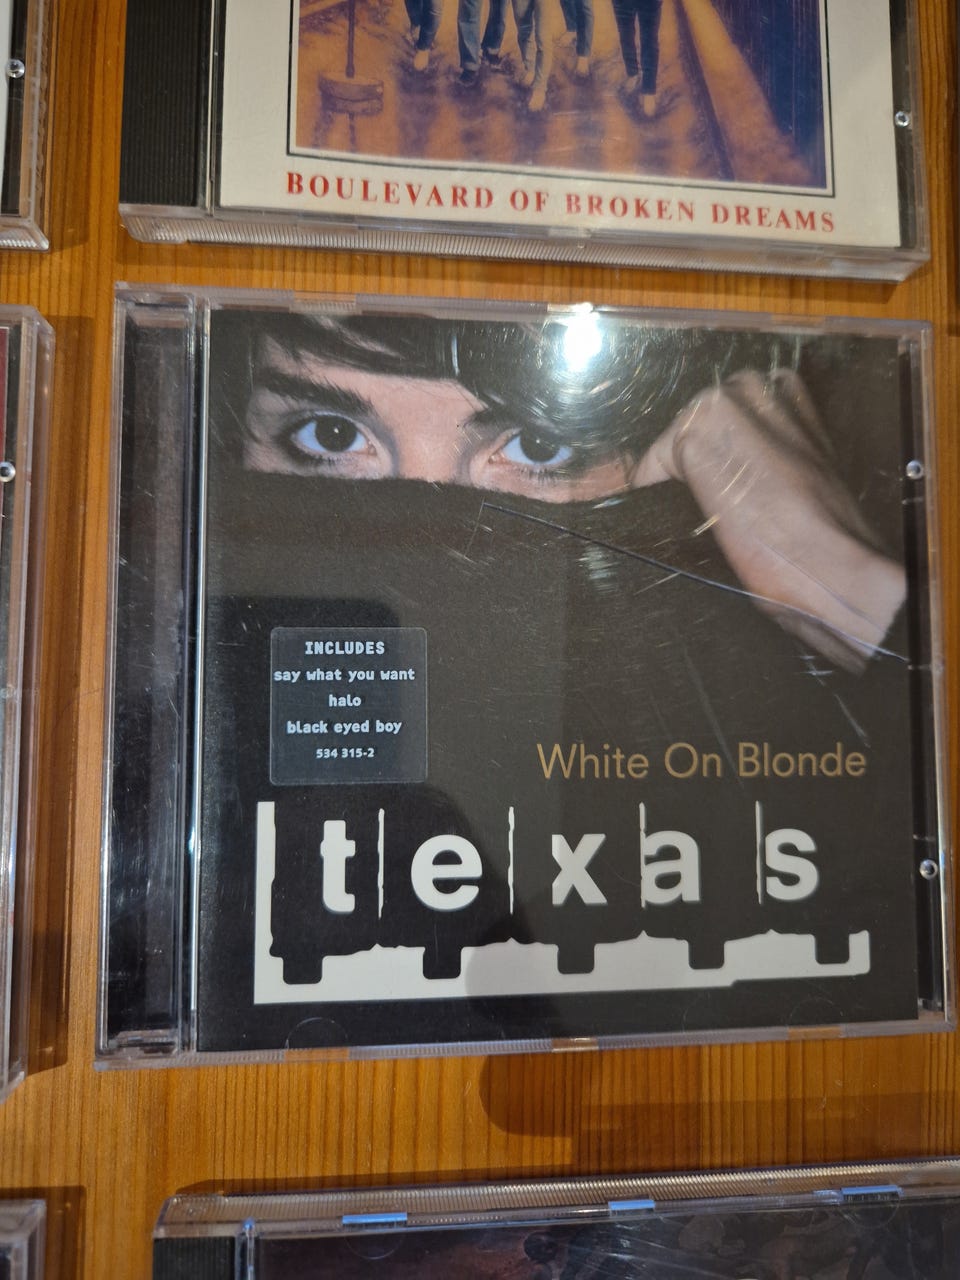 BOULEVARD OF BROKEN DREAMS
INCLUDES
say what you want
halo
black eyed boy
534 315-2
White On Blonde
texas